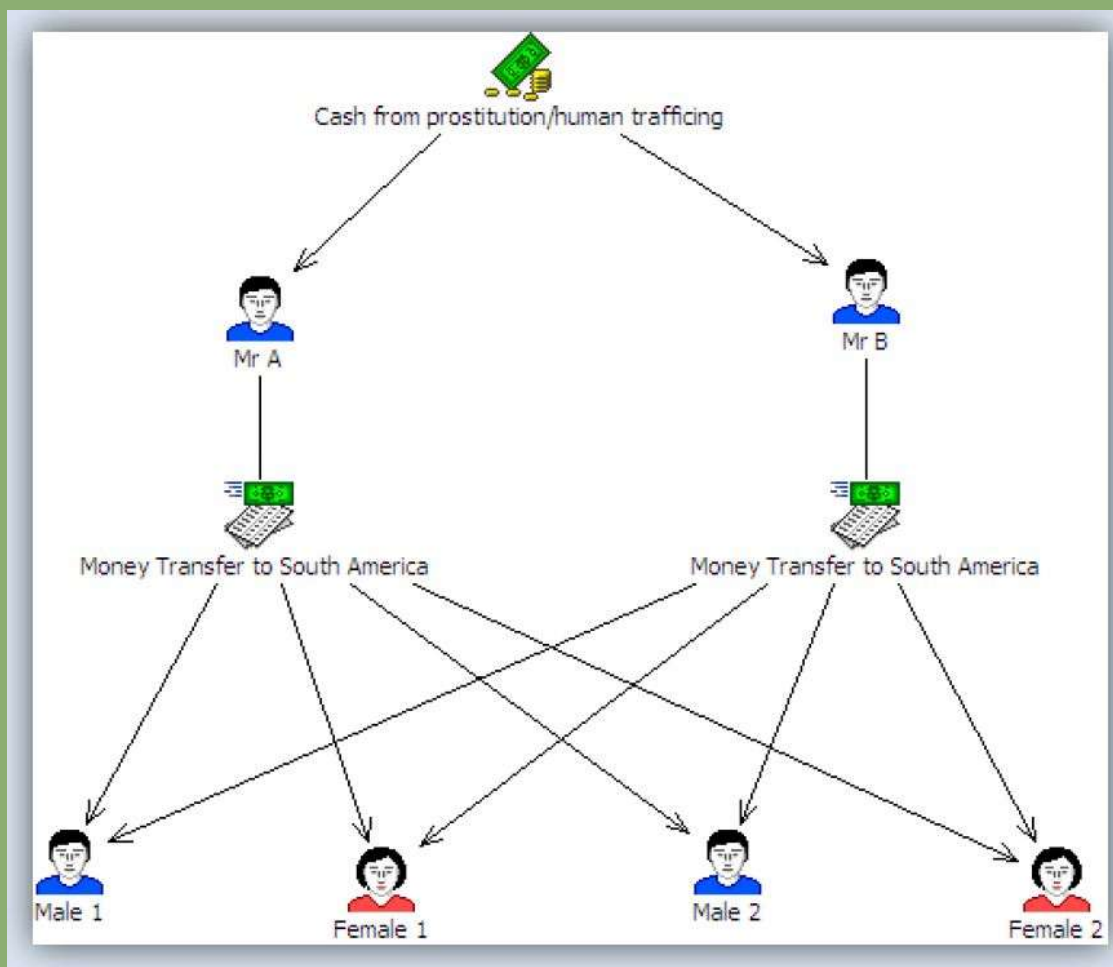 Cash from prostitution/human trafficing
Mr A
Mr B
Money Transfer to South America
Money Transfer to South America
Male 1
Female 1
Male 2
Female 2